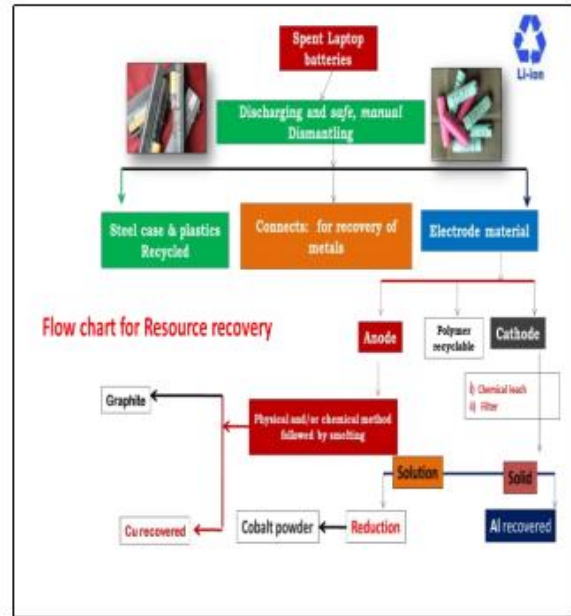 Spent Laptop
batteries
Li-ion
Discharging and safe, manual
Dismantling
Steel case & plastics
Recycled
Connects: for recovery of
metals
Electrode material
Flow chart for Resource recovery
Anode
Polymer
recyclable
Cathode
i) Chemical leach
ii) Filter
Graphite
Physical and/or chemical method
followed by smelting
Solution
Solid
Cu recovered
Cobalt powder
Reduction
Al recovered